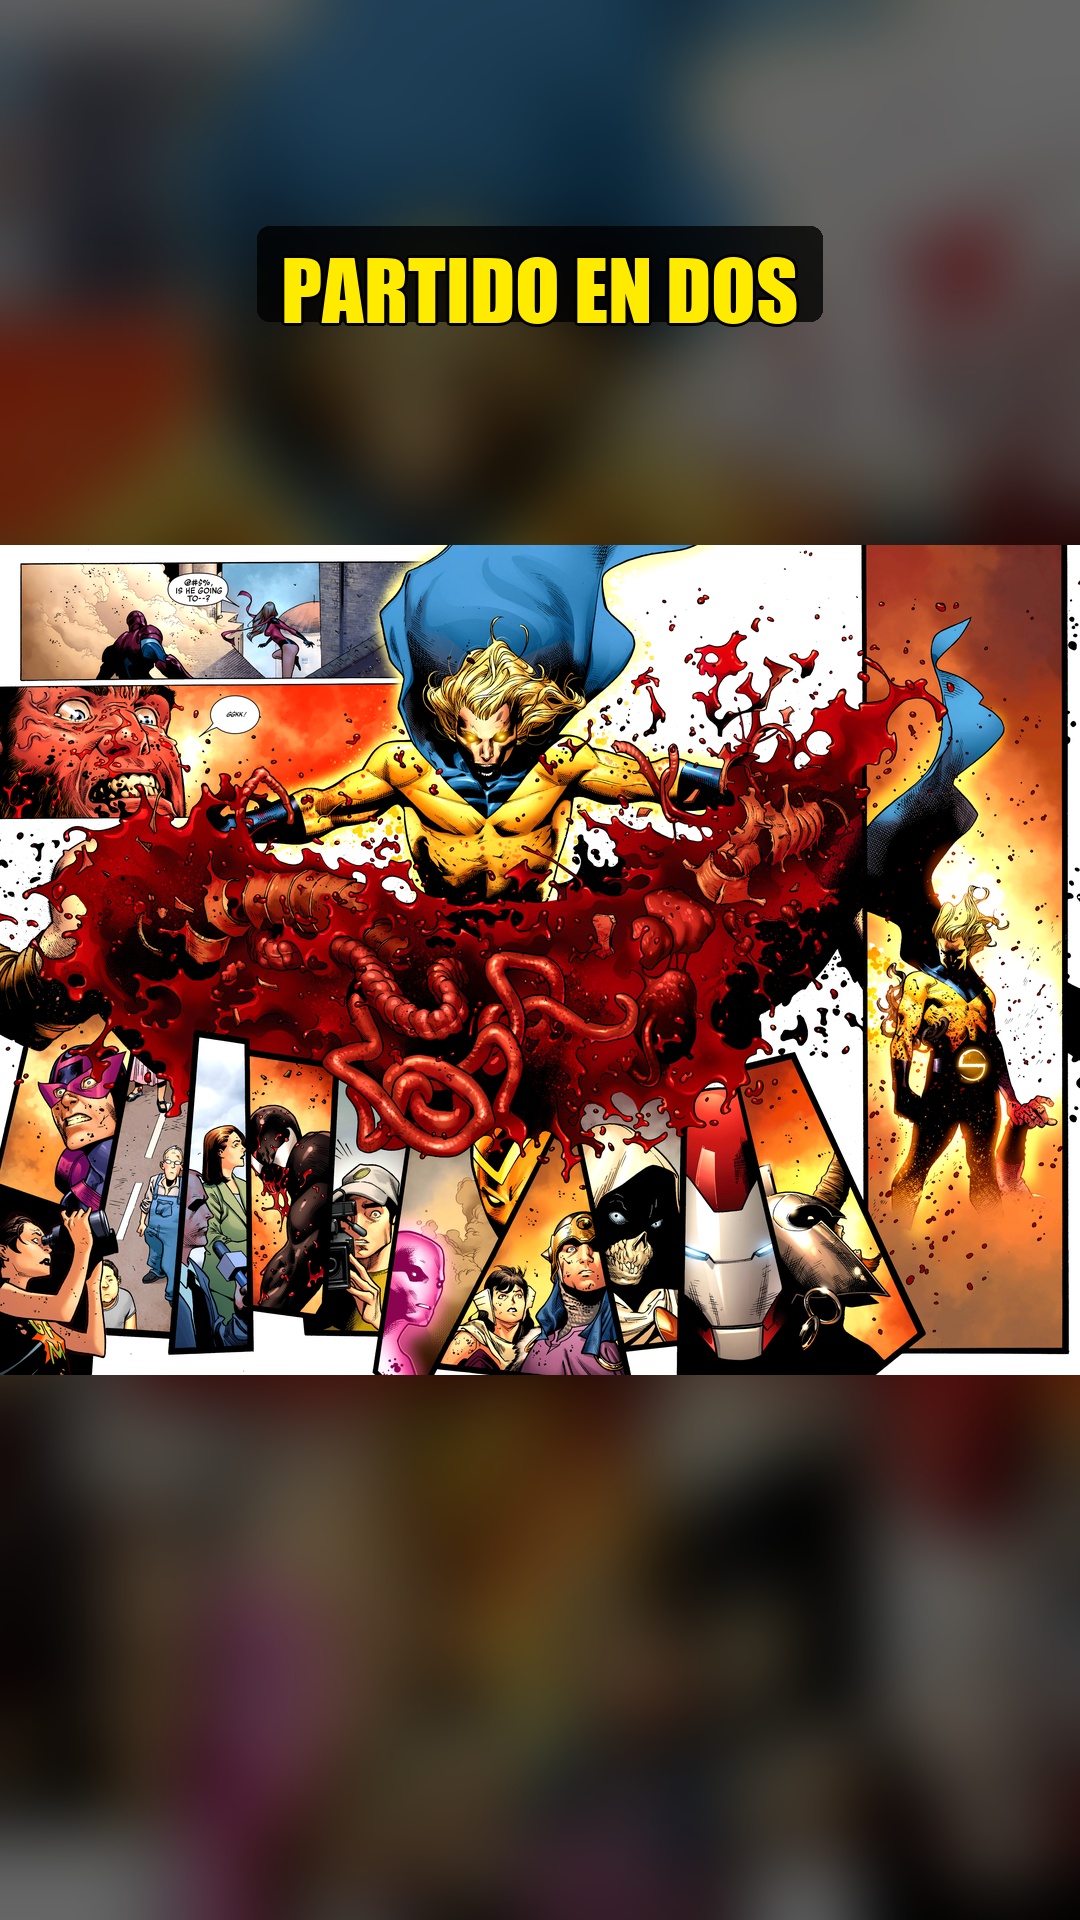 PARTIDO EN DOS
@#$%,
IS HE GOING
TO--?
GGKK!
S